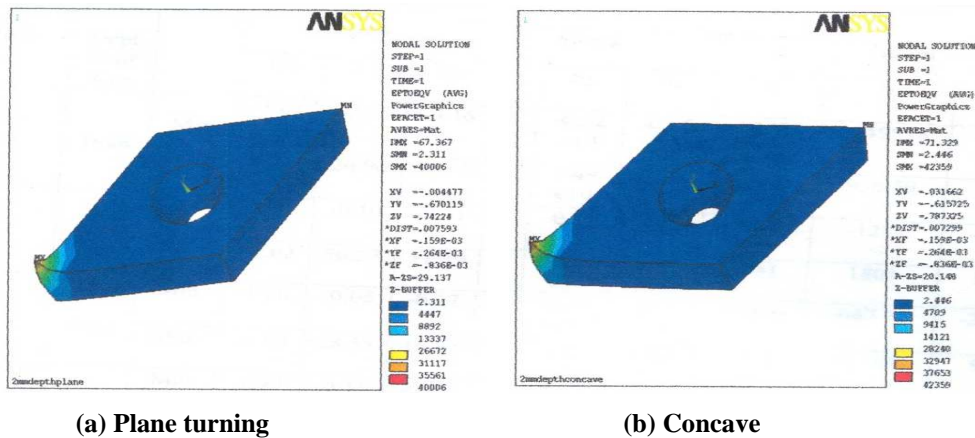 1
ANSYS
NODAL SOLUTION
STEP=1
SUB =1
TIME=1
EPTOEQV (AVG)
PowerGraphics
EFACET=1
AVRES=Mat
DMX =67.367
SMN =2.311
SMX =40006
XV =-.004477
YV =-.670119
ZV =.74224
*DIST=.007593
*XF =.159E-03
*YF =.264E-03
*ZF =-.836E-03
A-ZS=29.137
Z-BUFFER
2.311
4447
8892
13337
26672
31117
35561
40006
MN
MX
2mmdepthplane
(a) Plane turning
1
ANSYS
NODAL SOLUTION
STEP=1
SUB =1
TIME=1
EPTOEQV (AVG)
PowerGraphics
EFACET=1
AVRES=Mat
DMX =71.329
SMN =2.446
SMX =42359
XV =-.031662
YV =-.615725
ZV =.787325
*DIST=.007299
*XF =.159E-03
*YF =.264E-03
*ZF =-.836E-03
A-ZS=20.148
Z-BUFFER
2.446
4709
9415
14121
28240
32947
37653
42359
MN
MX
2mmdepthconcave
(b) Concave